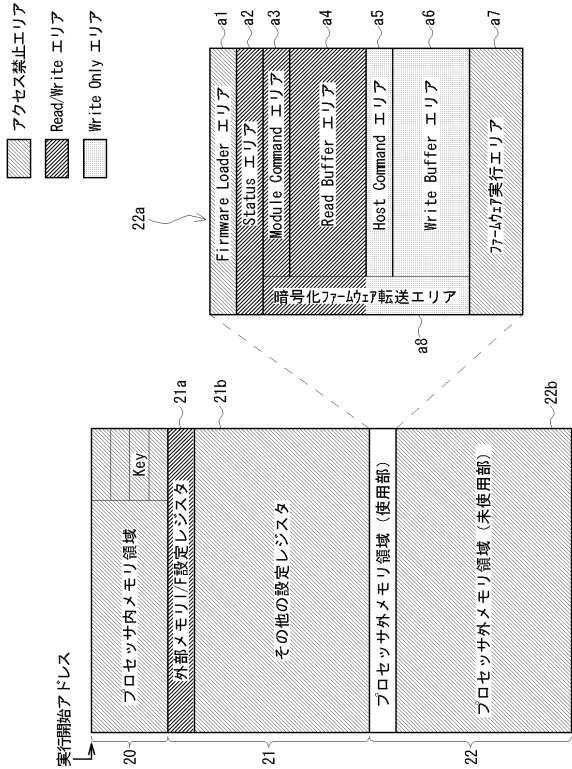 実行開始アドレス
20
プロセッサ内メモリ領域
Key
21
外部メモリI/F設定レジスタ
21a
その他の設定レジスタ
21b
22
プロセッサ外メモリ領域（使用部）
プロセッサ外メモリ領域（未使用部）
22b
22a
Firmware Loader エリア
a1
Status エリア
a2
Module Command エリア
a3
Read Buffer エリア
a4
Host Command エリア
a5
Write Buffer エリア
a6
ファームウェア実行エリア
a7
暗号化ファームウェア転送エリア
a8
アクセス禁止エリア
Read/Write エリア
Write Only エリア